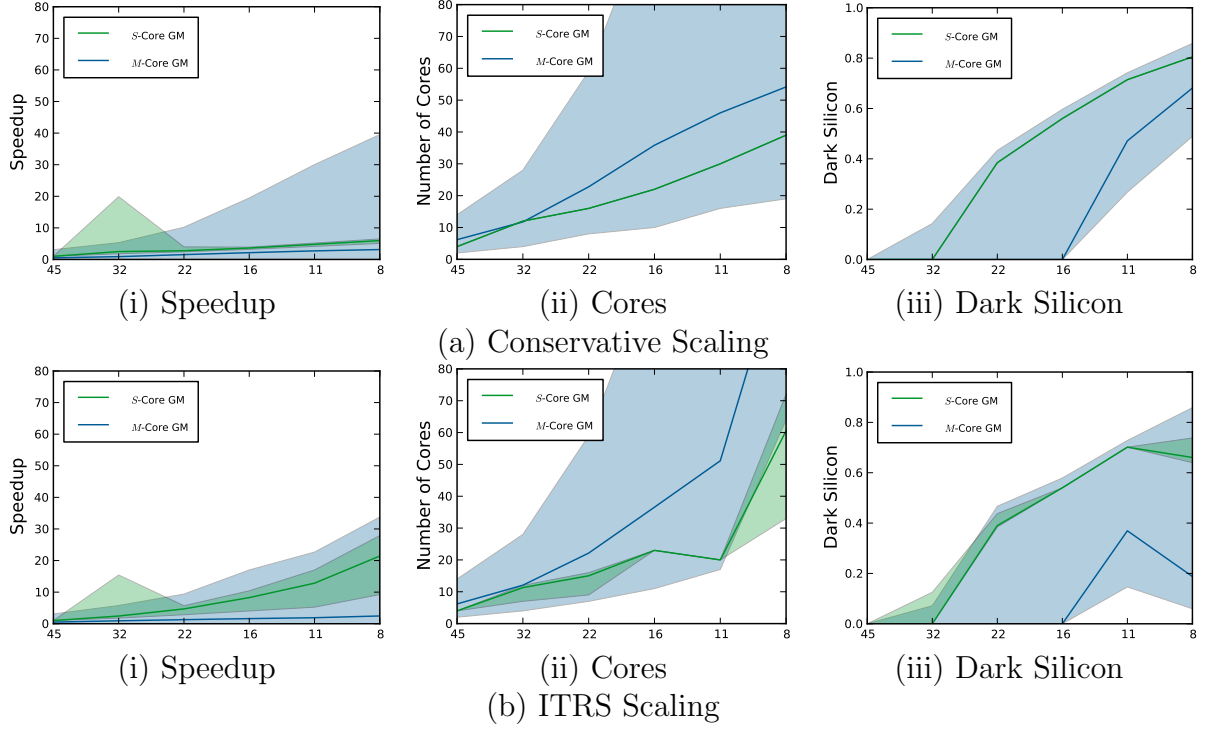 80
70
60
50
40
30
20
10
0
Speedup
S-Core GM
M-Core GM
45 32 22 16 11 8
(i) Speedup
80
70
60
50
40
30
20
10
0
Number of Cores
S-Core GM
M-Core GM
45 32 22 16 11 8
(ii) Cores
1.0
0.8
0.6
0.4
0.2
0.0
Dark Silicon
S-Core GM
M-Core GM
45 32 22 16 11 8
(iii) Dark Silicon
(a) Conservative Scaling
80
70
60
50
40
30
20
10
0
Speedup
S-Core GM
M-Core GM
45 32 22 16 11 8
(i) Speedup
80
70
60
50
40
30
20
10
0
Number of Cores
S-Core GM
M-Core GM
45 32 22 16 11 8
(ii) Cores
1.0
0.8
0.6
0.4
0.2
0.0
Dark Silicon
S-Core GM
M-Core GM
45 32 22 16 11 8
(iii) Dark Silicon
(b) ITRS Scaling